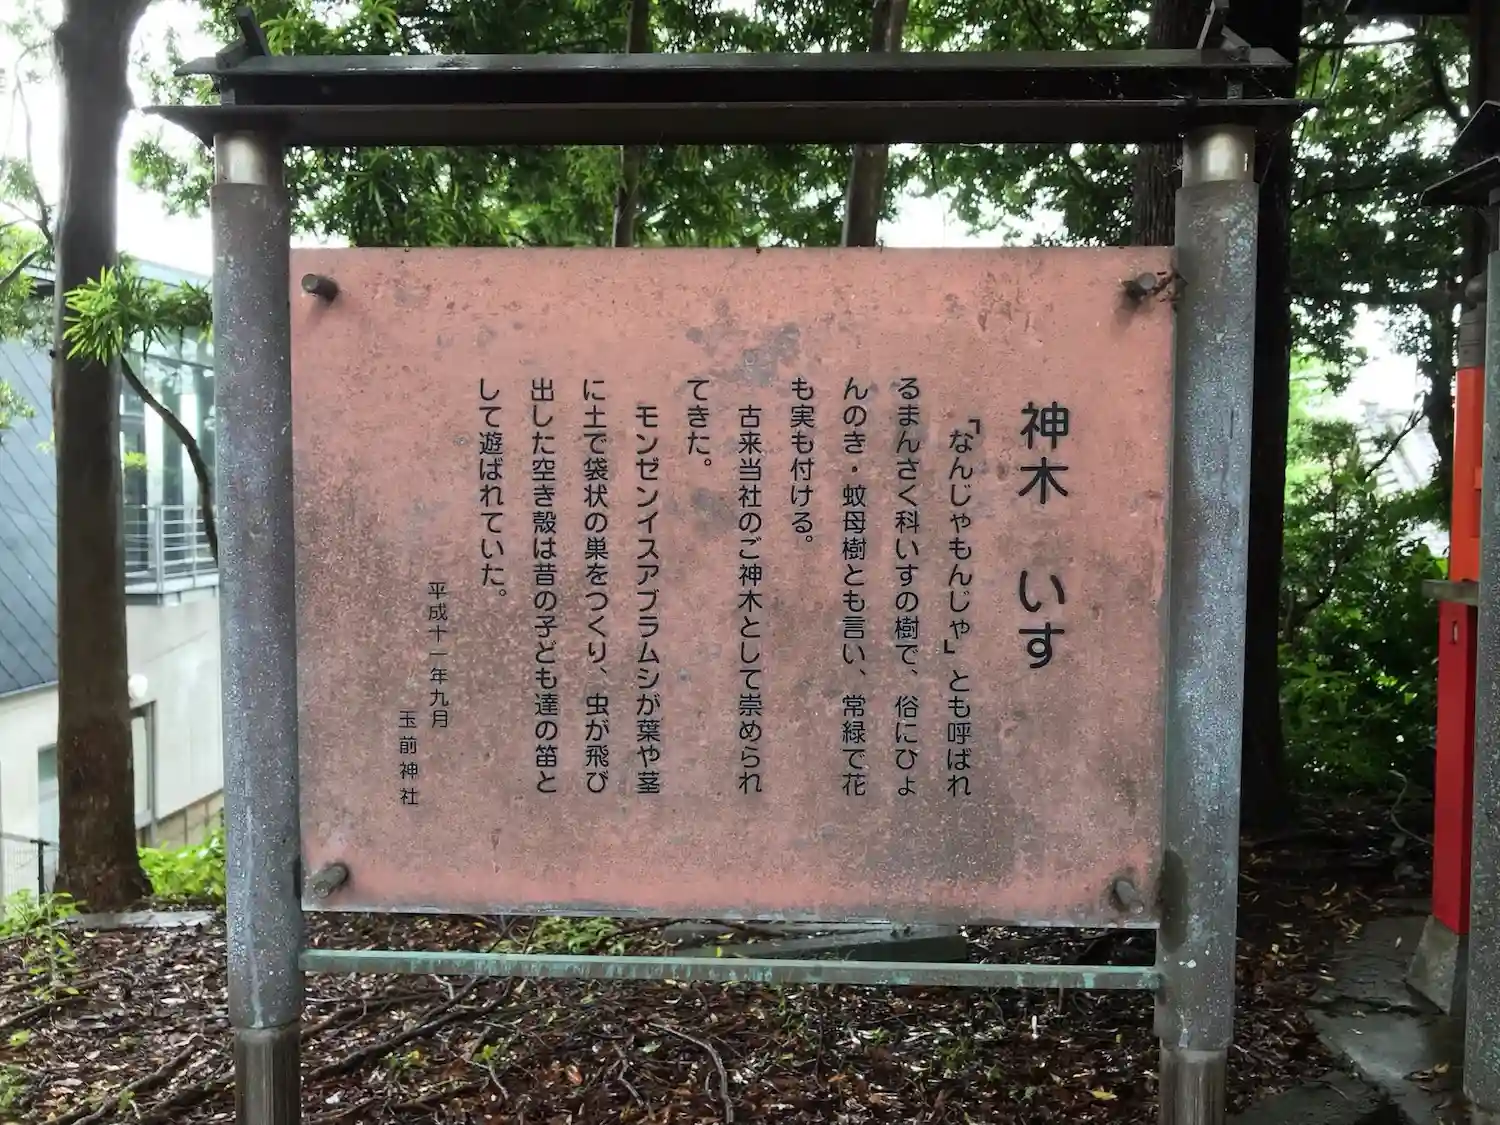 神木　いす
「なんじゃもんじゃ」とも呼ばれ
るまんさく科いすの樹で、俗にひょ
んのき・蚊母樹とも言い、常緑で花
も実も付ける。
古来当社のご神木として崇められ
てきた。
モンゼンイスアブラムシが葉や茎
に土で袋状の巣をつくり、虫が飛び
出した空き殻は昔の子ども達の笛と
して遊ばれていた。
平成十一年九月
玉前神社